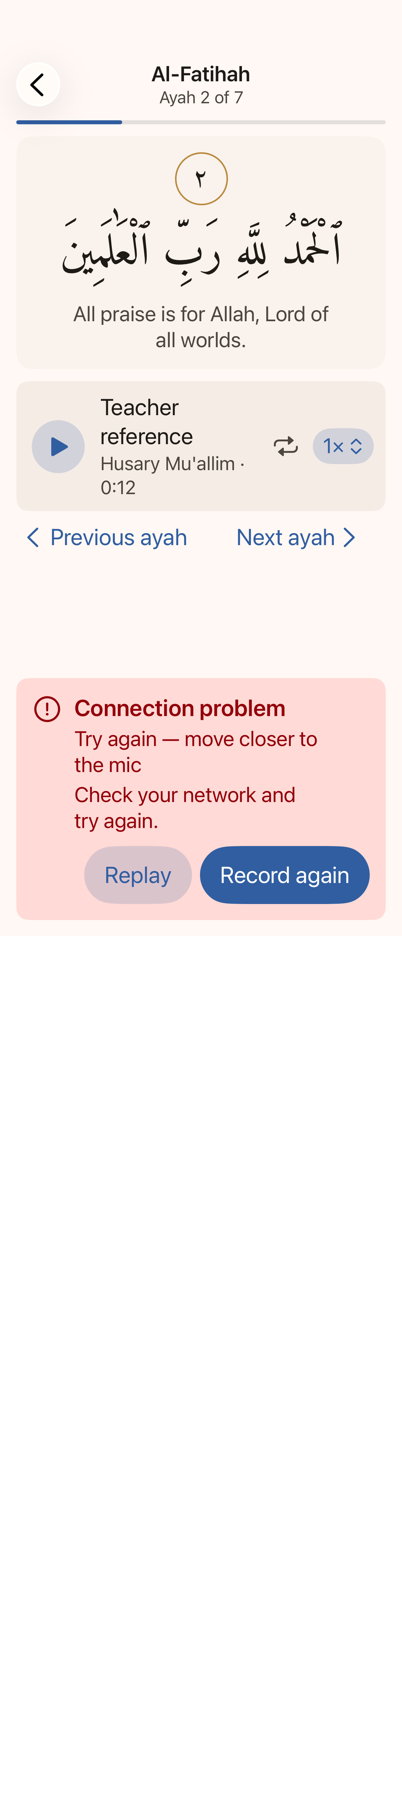 Al-Fatihah
Ayah 2 of 7
٢
ٱلْحَمْدُ لِلَّهِ رَبِّ ٱلْعَٰلَمِينَ
All praise is for Allah, Lord of
all worlds.
Teacher
reference
Husary Mu'allim ·
0:12
1×
Previous ayah
Next ayah
Connection problem
Try again — move closer to
the mic
Check your network and
try again.
Replay
Record again